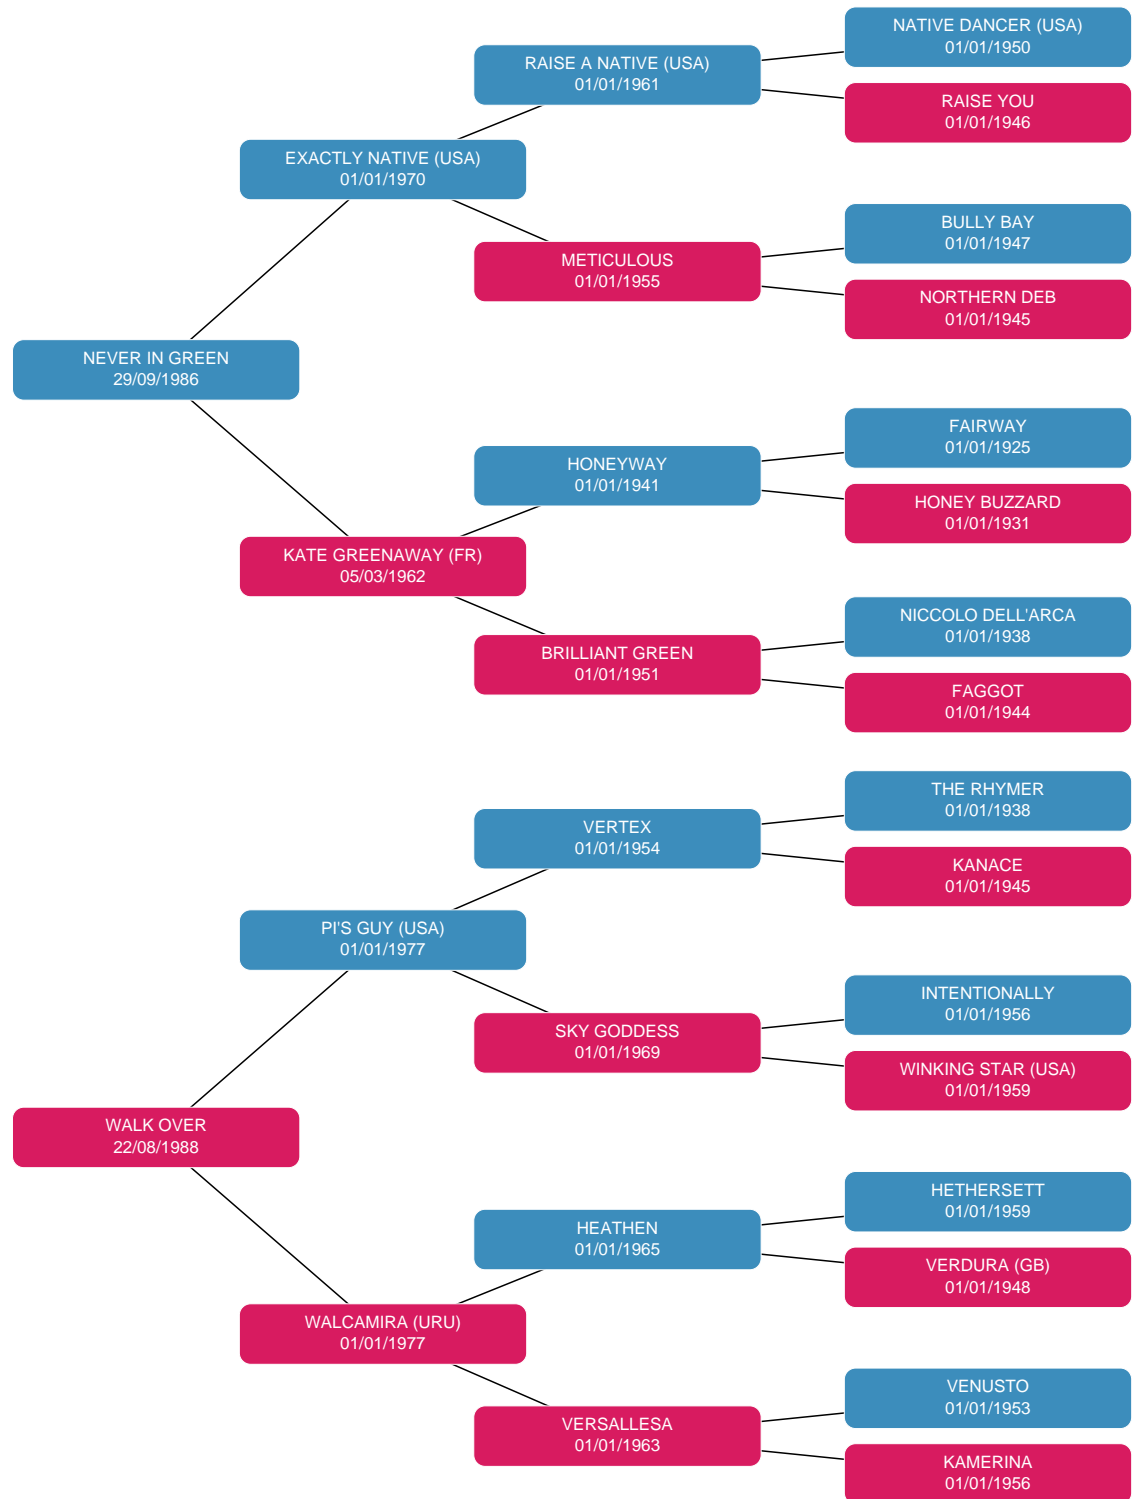 NATIVE DANCER (USA)
01/01/1950
RAISE A NATIVE (USA)
01/01/1961
RAISE YOU
01/01/1946
EXACTLY NATIVE (USA)
01/01/1970
BULLY BAY
01/01/1947
METICULOUS
01/01/1955
NORTHERN DEB
01/01/1945
NEVER IN GREEN
29/09/1986
FAIRWAY
01/01/1925
HONEYWAY
01/01/1941
HONEY BUZZARD
01/01/1931
KATE GREENAWAY (FR)
05/03/1962
NICCOLO DELL'ARCA
01/01/1938
BRILLIANT GREEN
01/01/1951
FAGGOT
01/01/1944
THE RHYMER
01/01/1938
VERTEX
01/01/1954
KANACE
01/01/1945
PI'S GUY (USA)
01/01/1977
INTENTIONALLY
01/01/1956
SKY GODDESS
01/01/1969
WINKING STAR (USA)
01/01/1959
WALK OVER
22/08/1988
HETHERSETT
01/01/1959
HEATHEN
01/01/1965
VERDURA (GB)
01/01/1948
WALCAMIRA (URU)
01/01/1977
VENUSTO
01/01/1953
VERSALLESA
01/01/1963
KAMERINA
01/01/1956